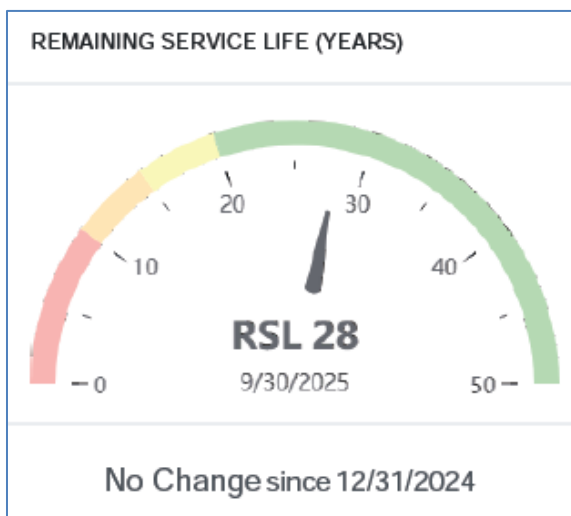 REMAINING SERVICE LIFE (YEARS)
20
30
10
40
RSL 28
0
9/30/2025
50
No Change since 12/31/2024